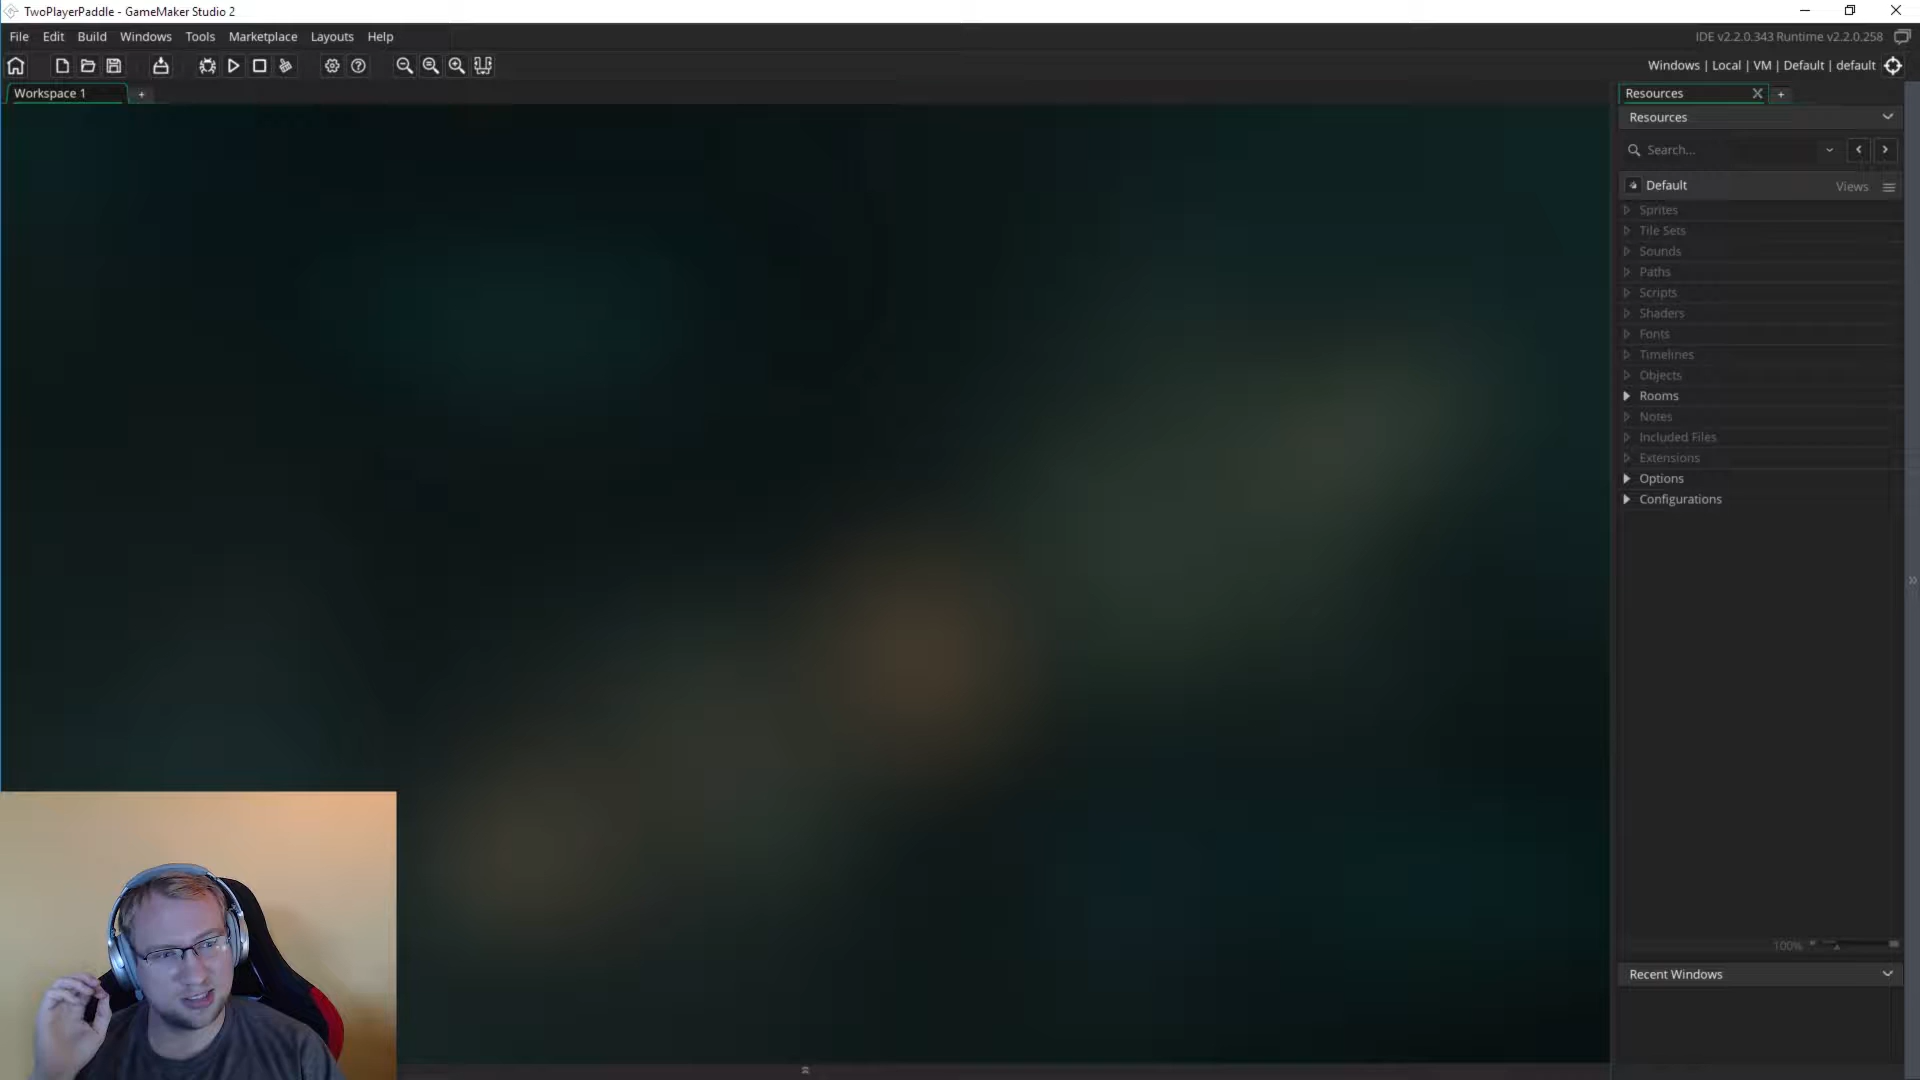 TwoPlayerPaddle - GameMaker Studio 2
File Edit Build Windows Tools Marketplace Layouts Help
IDE v2.2.0.343 Runtime v2.2.0.258
Windows | Local | VM | Default | default
Workspace 1 +
Resources X +
Resources
Search...
Default Views
Sprites
Tile Sets
Sounds
Paths
Scripts
Shaders
Fonts
Timelines
Objects
Rooms
Notes
Included Files
Extensions
Options
Configurations
100%
Recent Windows